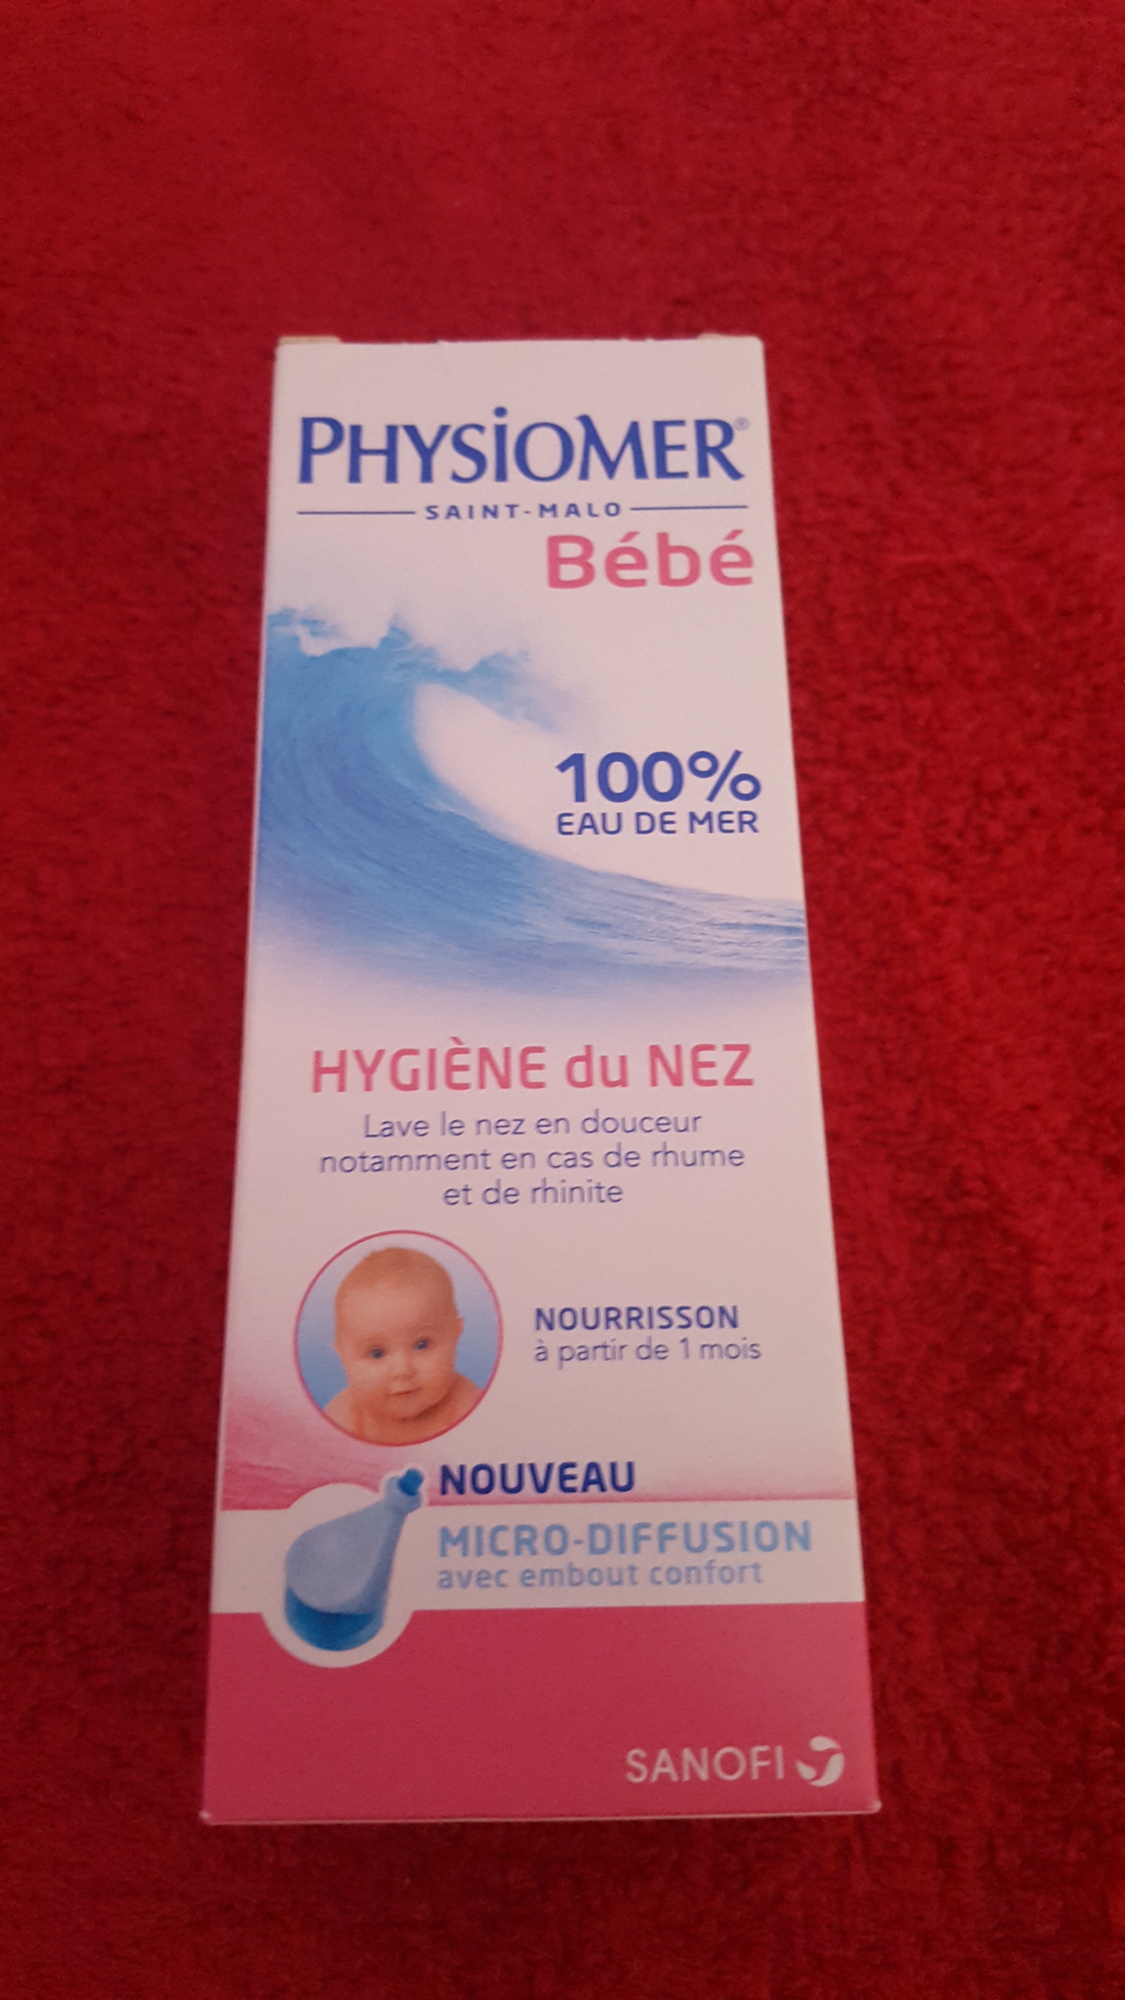 PHYSiOMER®
SAINT-MALO
Bébé
100%
EAU DE MER
HYGIÈNE du NEZ
Lave le nez en douceur
notamment en cas de rhume
et de rhinite
NOURRISSON
à partir de 1 mois
NOUVEAU
MICRO-DIFFUSION
avec embout confort
SANOFI